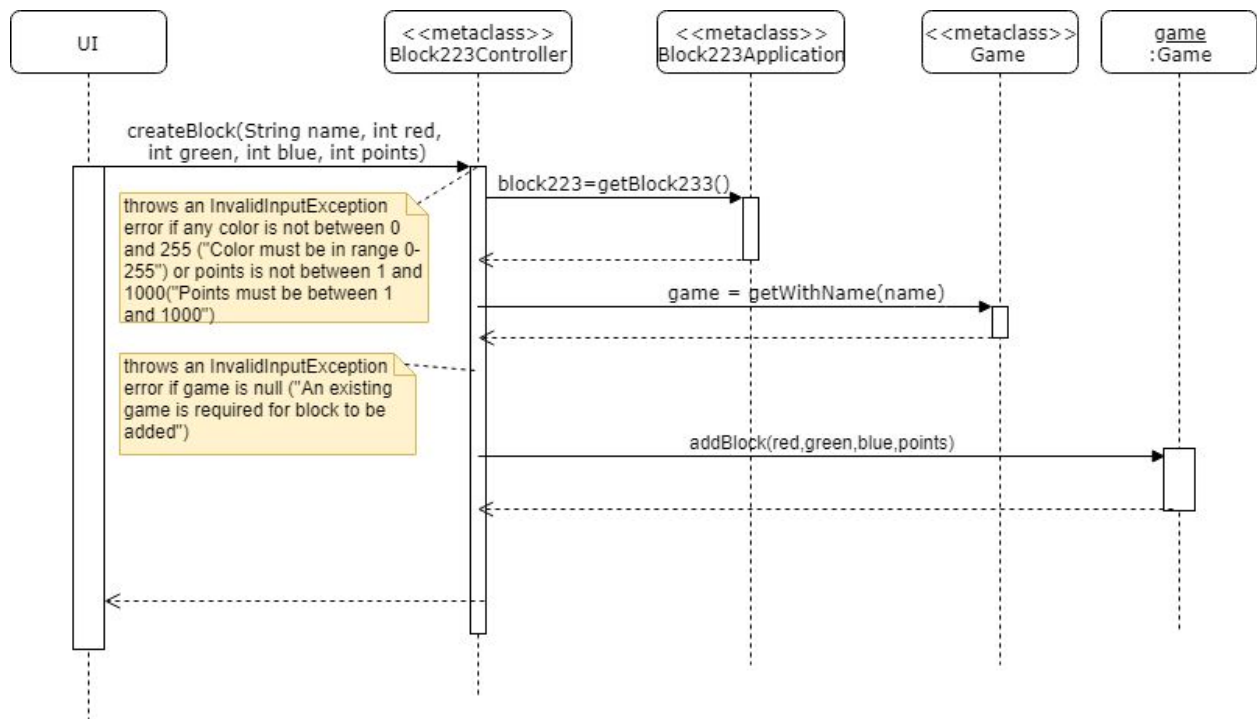 UI
<<metaclass>>
Block223Controller
<<metaclass>>
Block223Application
<<metaclass>>
Game
game
:Game
createBlock(String name, int red,
int green, int blue, int points)
block223=getBlock233()
throws an InvalidInputException
error if any color is not between 0
and 255 ("Color must be in range 0-
255") or points is not between 1 and
1000("Points must be between 1
and 1000")
game = getWithName(name)
throws an InvalidInputException
error if game is null ("An existing
game is required for block to be
added")
addBlock(red,green,blue,points)